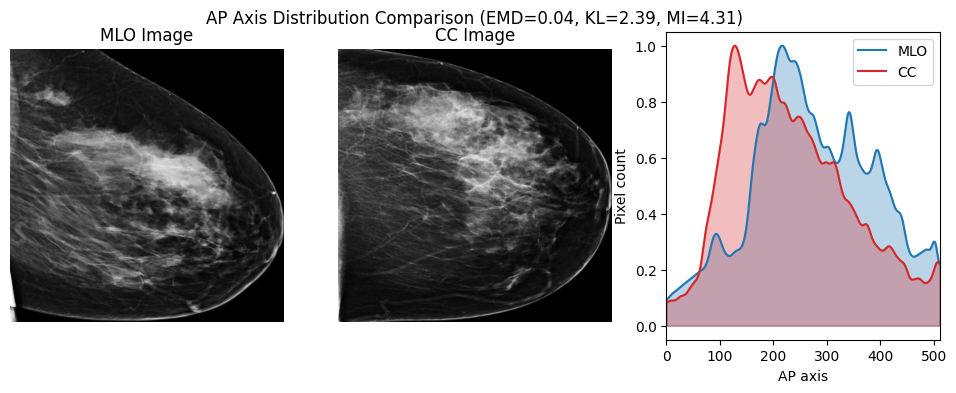 AP Axis Distribution Comparison (EMD=0.04, KL=2.39, MI=4.31)
MLO Image
CC Image
MLO
CC
1.0
0.8
0.6
0.4
0.2
0.0
Pixel count
0 100 200 300 400 500
AP axis